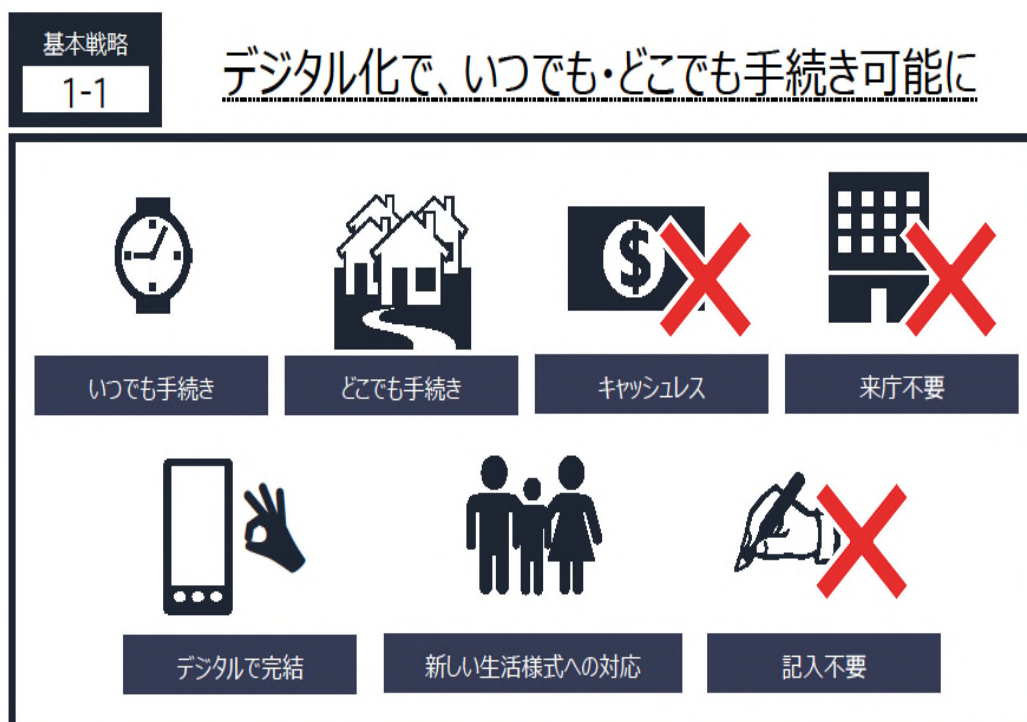 基本戦略
1-1
デジタル化で、いつでも・どこでも手続き可能に
$
いつでも手続き
どこでも手続き
キャッシュレス
来庁不要
デジタルで完結
新しい生活様式への対応
記入不要